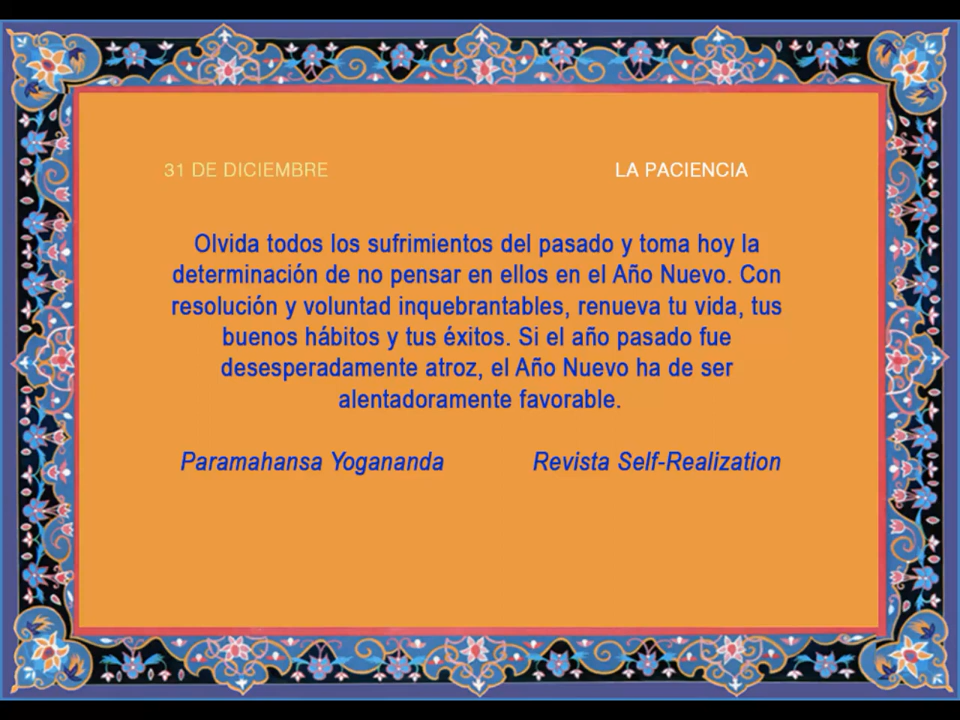 31 DE DICIEMBRE LA PACIENCIA
Olvida todos los sufrimientos del pasado y toma hoy la
determinación de no pensar en ellos en el Año Nuevo. Con
resolución y voluntad inquebrantables, renueva tu vida, tus
buenos hábitos y tus éxitos. Si el año pasado fue
desesperadamente atroz, el Año Nuevo ha de ser
alentadoramente favorable.
Paramahansa Yogananda Revista Self-Realization